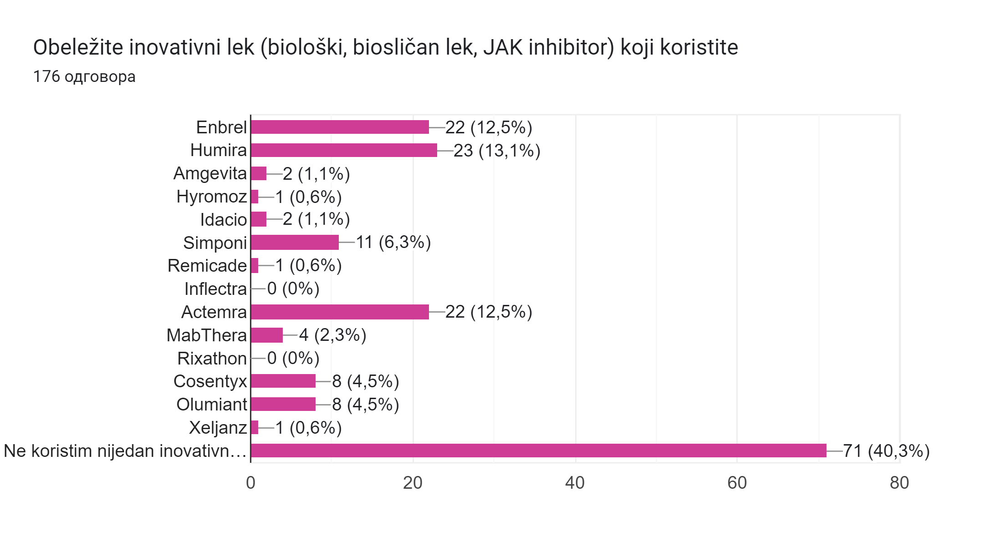 Obeležite inovativni lek (biološki, biosličan lek, JAK inhibitor) koji koristite
176 одговора
Enbrel 22 (12,5%)
Humira 23 (13,1%)
Amgevita 2 (1,1%)
Hyromoz 1 (0,6%)
Idacio 2 (1,1%)
Simponi 11 (6,3%)
Remicade 1 (0,6%)
Inflectra 0 (0%)
Actemra 22 (12,5%)
MabThera 4 (2,3%)
Rixathon 0 (0%)
Cosentyx 8 (4,5%)
Olumiant 8 (4,5%)
Xeljanz 1 (0,6%)
Ne koristim nijedan inovativn… 71 (40,3%)
0 20 40 60 80